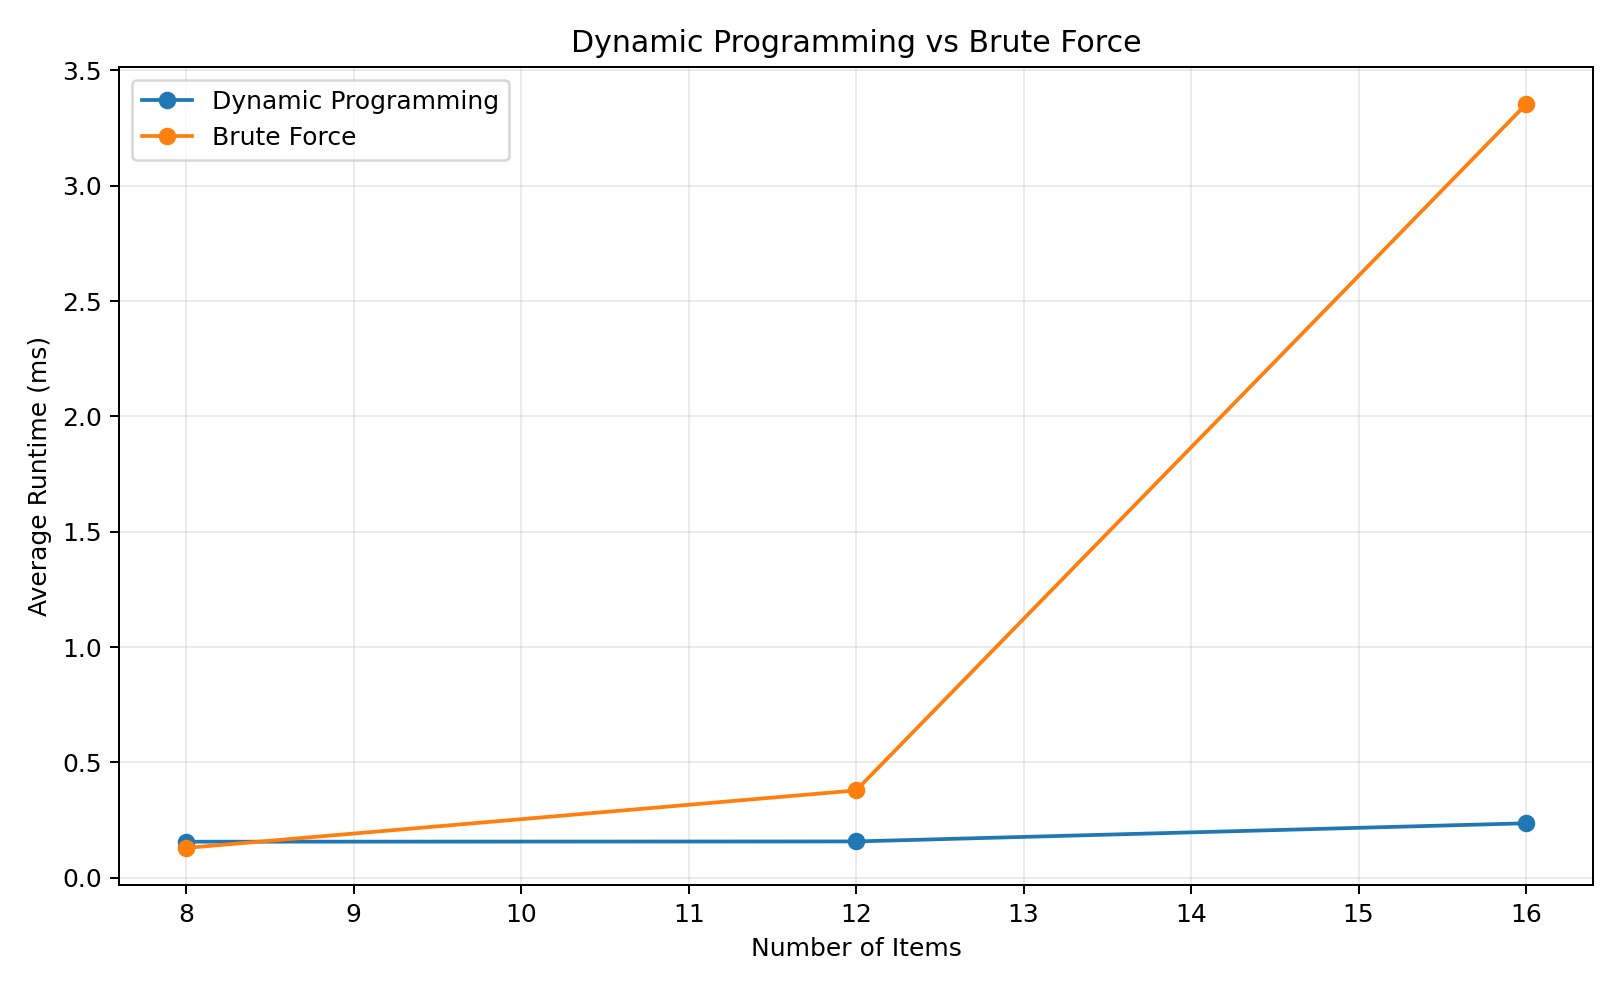 Dynamic Programming vs Brute Force
Dynamic Programming
Brute Force
3.5
3.0
2.5
2.0
1.5
1.0
0.5
0.0
Average Runtime (ms)
8 9 10 11 12 13 14 15 16
Number of Items